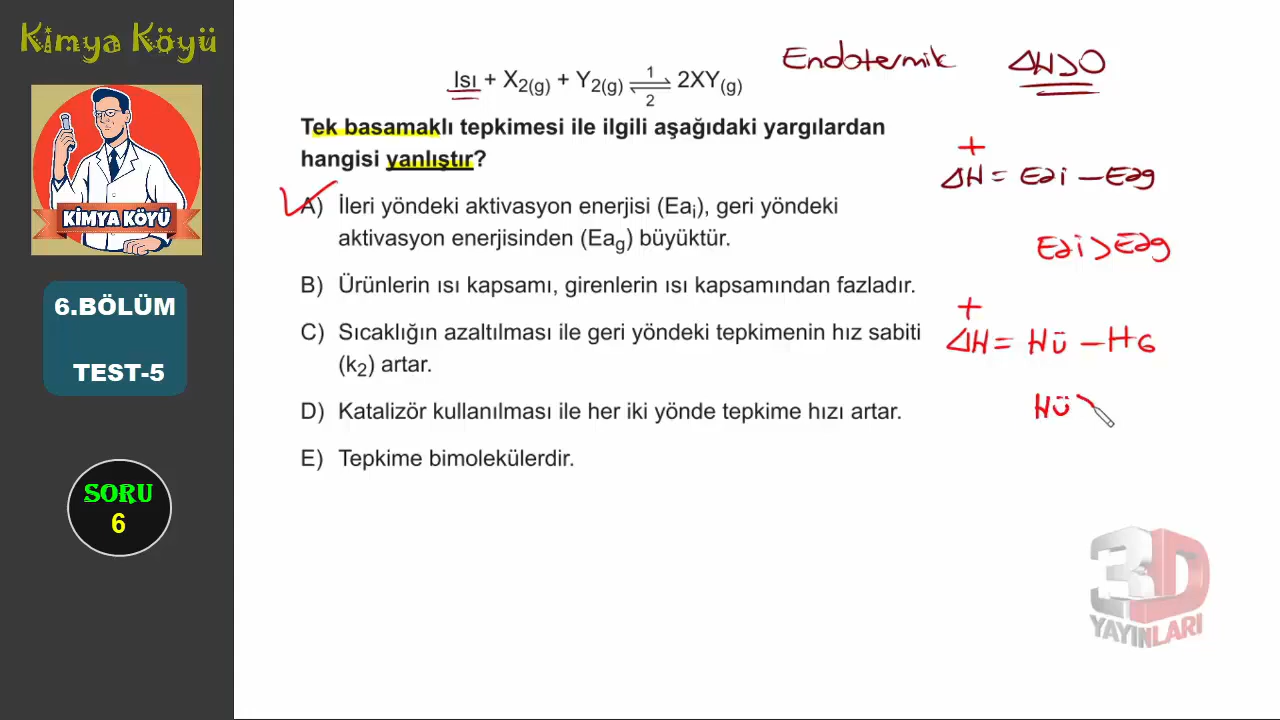 Kimya Köyü
KİMYA KÖYÜ
6.BÖLÜM
TEST-5
SORU
6
Isı + X2(g) + Y2(g) ⇌ 2XY(g)
1
2
Endotermik ΔH>0
Tek basamaklı tepkimesi ile ilgili aşağıdaki yargılardan
hangisi yanlıştır?
A) İleri yöndeki aktivasyon enerjisi (Eai), geri yöndeki
aktivasyon enerjisinden (Eag) büyüktür.
B) Ürünlerin ısı kapsamı, girenlerin ısı kapsamından fazladır.
C) Sıcaklığın azaltılması ile geri yöndeki tepkimenin hız sabiti
(k2) artar.
D) Katalizör kullanılması ile her iki yönde tepkime hızı artar.
E) Tepkime bimolekülerdir.
+
ΔH = Eai − Eag
Eai > Eag
+
ΔH = HÜ − HG
HÜ
3D
YAYINLARI